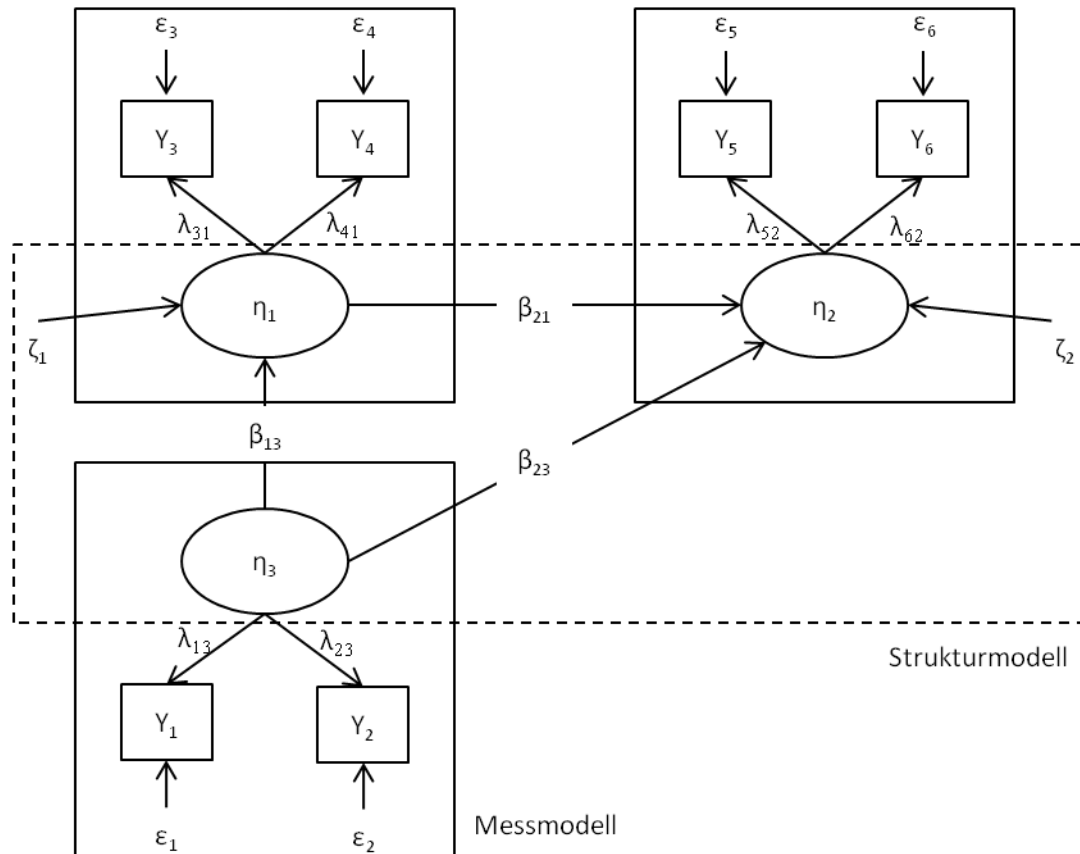 ε₃ ε₄ ε₅ ε₆
Y₃ Y₄ Y₅ Y₆
λ₃₁ λ₄₁ λ₅₂ λ₆₂
η₁ β₂₁ η₂
ζ₁ ζ₂
β₁₃ β₂₃
η₃
λ₁₃ λ₂₃
Strukturmodell
Y₁ Y₂
ε₁ ε₂
Messmodell